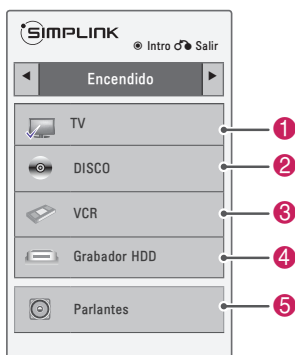 SIMPLINK
Intro Salir
Encendido
TV
1
DISCO
2
VCR
3
Grabador HDD
4
Parlantes
5